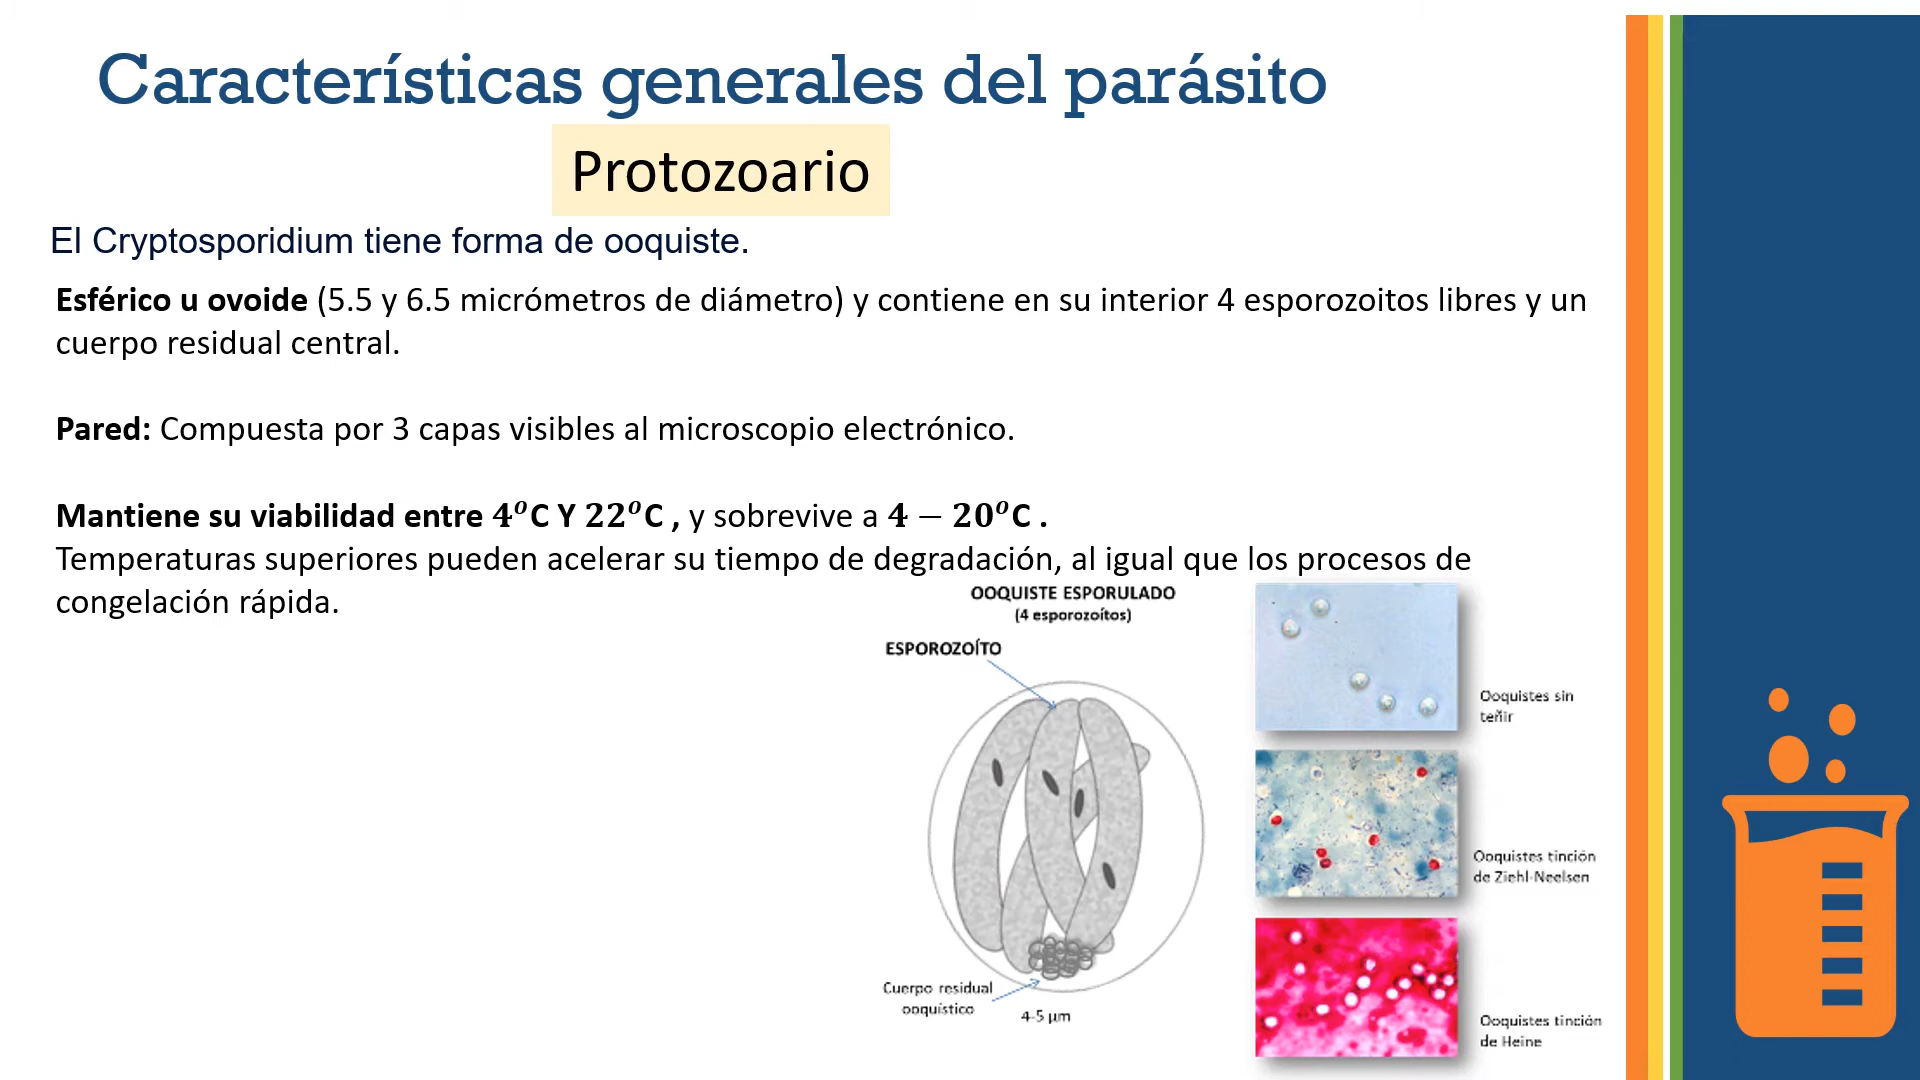 Características generales del parásito
Protozoario
El Cryptosporidium tiene forma de ooquiste.
Esférico u ovoide (5.5 y 6.5 micrómetros de diámetro) y contiene en su interior 4 esporozoitos libres y un
cuerpo residual central.
Pared: Compuesta por 3 capas visibles al microscopio electrónico.
Mantiene su viabilidad entre 4°C Y 22°C , y sobrevive a 4 – 20°C .
Temperaturas superiores pueden acelerar su tiempo de degradación, al igual que los procesos de
congelación rápida.
OOQUISTE ESPORULADO
(4 esporozoítos)
ESPOROZOÍTO
Cuerpo residual
ooquístico
4-5 µm
Ooquistes sin
teñir
Ooquistes tinción
de Ziehl-Neelsen
Ooquistes tinción
de Heine